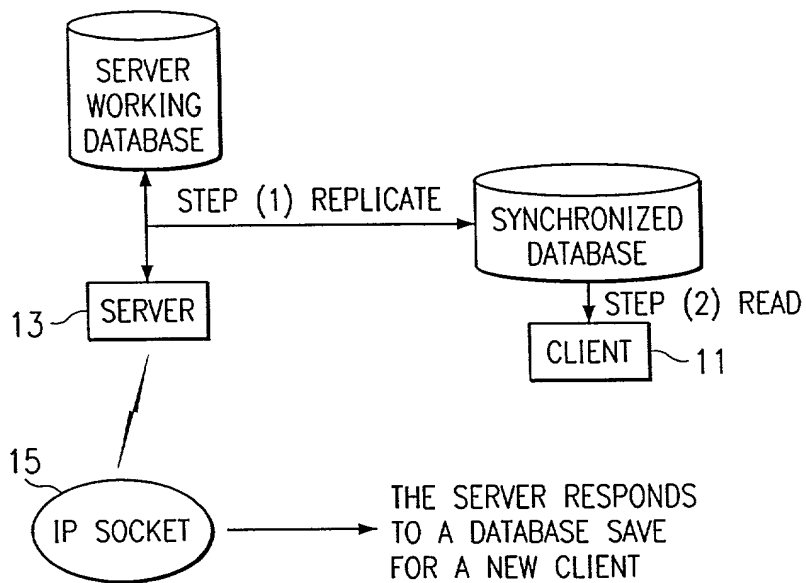 SERVER
WORKING
DATABASE
STEP (1) REPLICATE
SYNCHRONIZED
DATABASE
13
SERVER
STEP (2) READ
CLIENT
11
15
IP SOCKET
THE SERVER RESPONDS
TO A DATABASE SAVE
FOR A NEW CLIENT